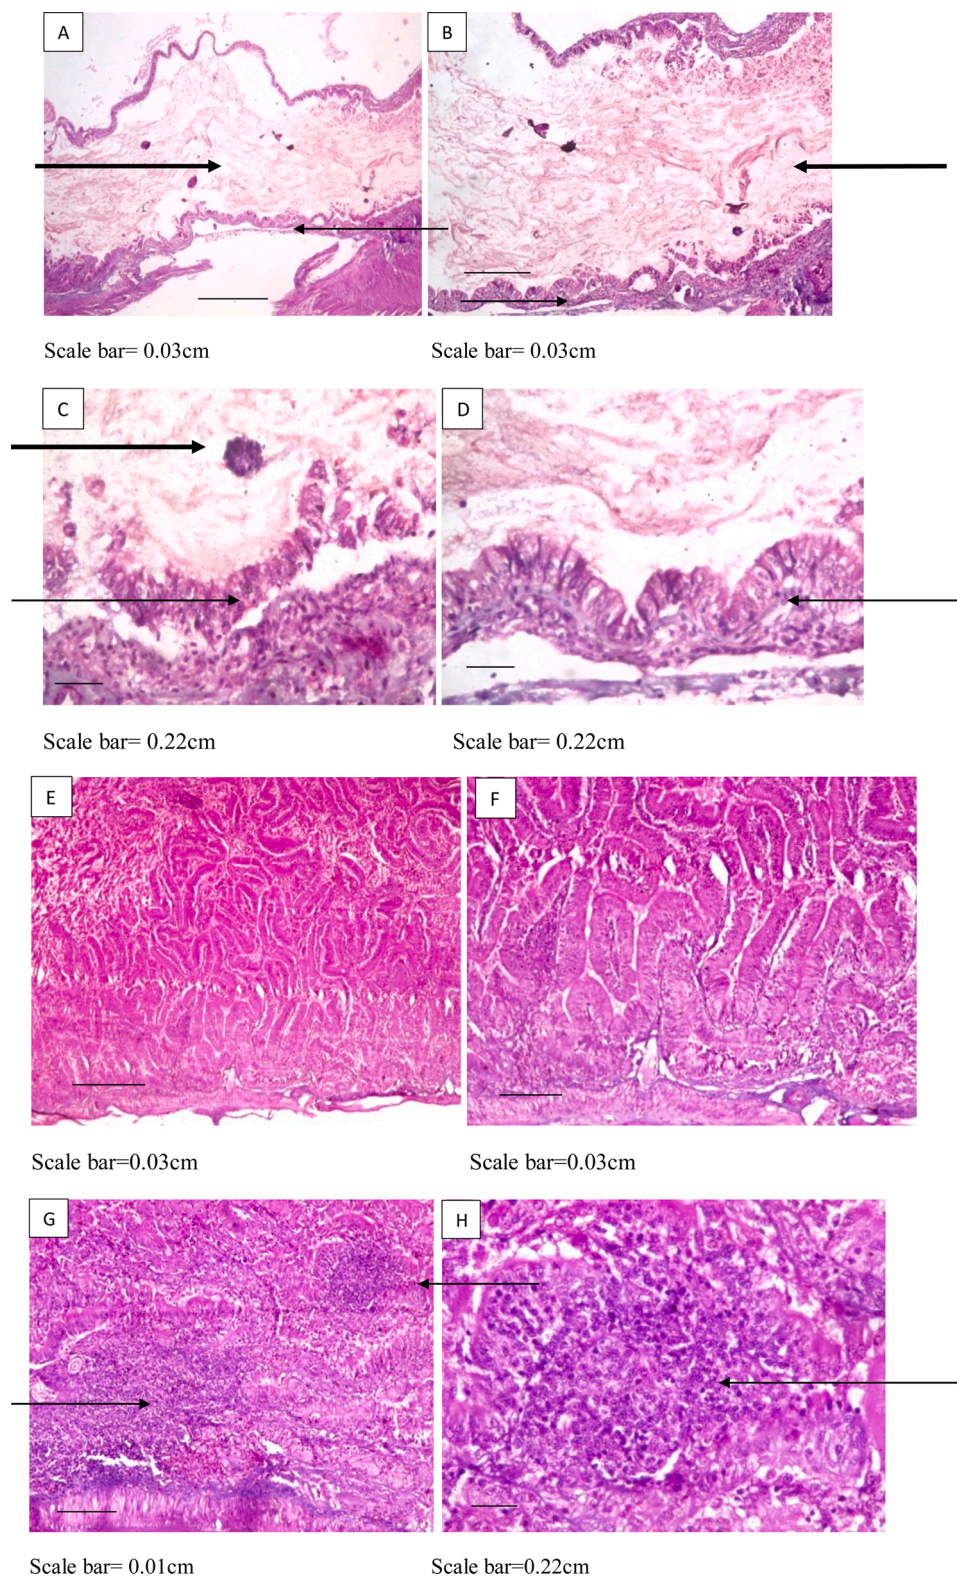 A
B
Scale bar= 0.03cm
Scale bar= 0.03cm
C
D
Scale bar= 0.22cm
Scale bar= 0.22cm
E
F
Scale bar=0.03cm
Scale bar=0.03cm
G
H
Scale bar= 0.01cm
Scale bar=0.22cm